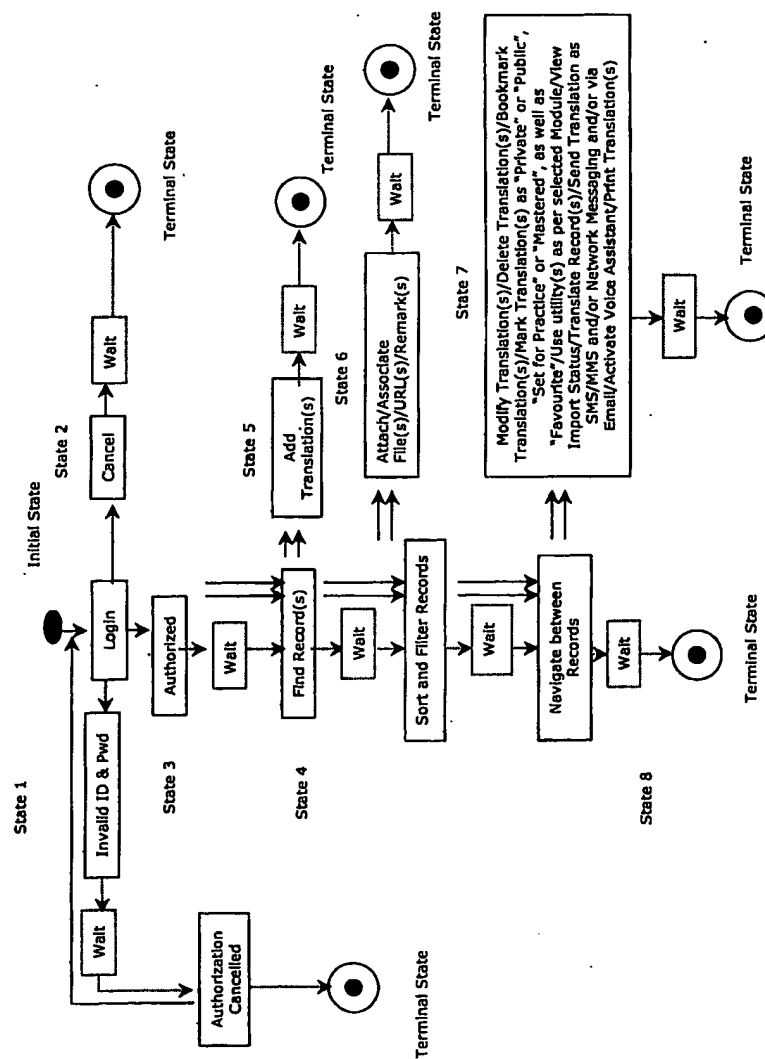 Initial State
State 1
Login
State 2
Cancel
Wait
Terminal State
Invalid ID & Pwd
Wait
Authorization
Cancelled
Terminal State
State 3
Authorized
Wait
State 4
Find Record(s)
State 5
Add
Translation(s)
Wait
Terminal State
Wait
Sort and Filter Records
State 6
Attach/Associate
File(s)/URL(s)/Remark(s)
Wait
Terminal State
Wait
Navigate between
Records
State 7
Modify Translation(s)/Delete Translation(s)/Bookmark
Translation(s)/Mark Translation(s) as "Private" or "Public",
"Set for Practice" or "Mastered", as well as
"Favourite"/Use utility(s) as per selected Module/View
Import Status/Translate Record(s)/Send Translation as
SMS/MMS and/or Network Messaging and/or via
Email/Activate Voice Assistant/Print Translation(s)
Wait
Terminal State
State 8
Wait
Terminal State